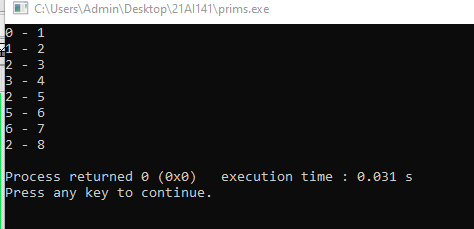 C:\Users\Admin\Desktop\21AI141\prims.exe
0 - 1
1 - 2
2 - 3
3 - 4
2 - 5
5 - 6
6 - 7
2 - 8
Process returned 0 (0x0)   execution time : 0.031 s
Press any key to continue.